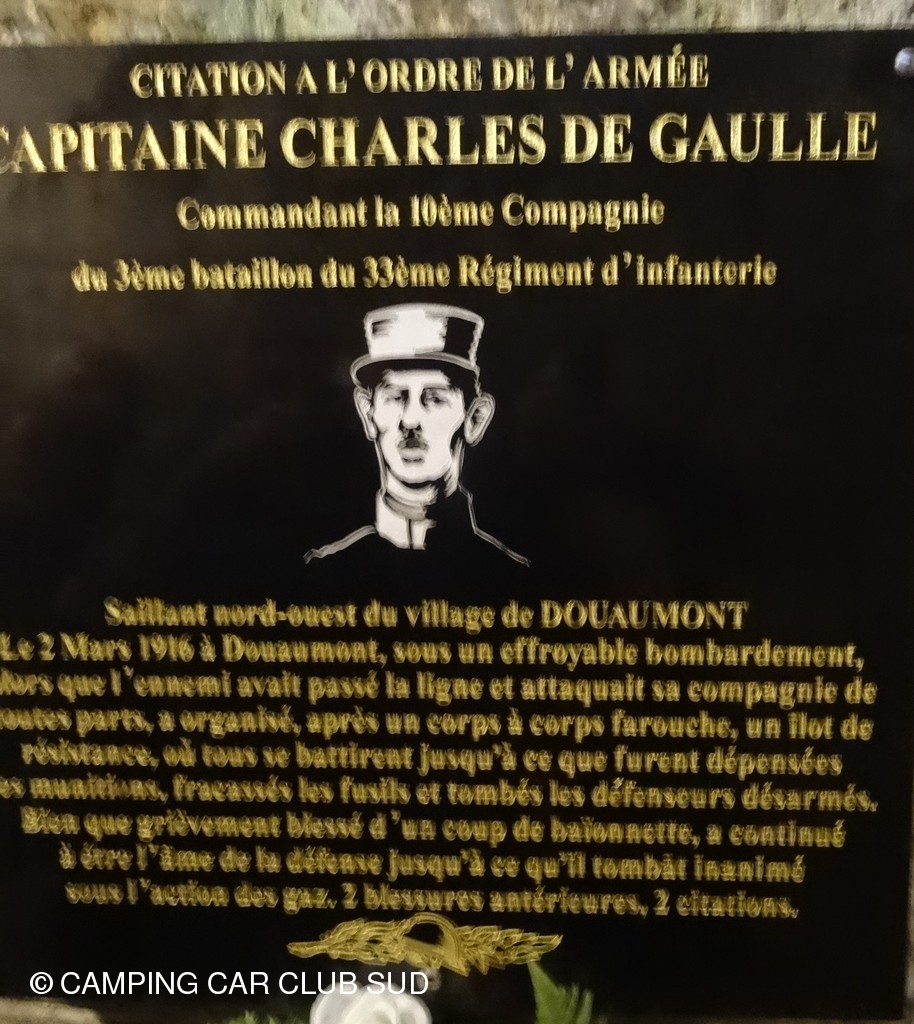 CITATION A L' ORDRE DE L' ARMÉE
CAPITAINE CHARLES DE GAULLE
Commandant la 10ème Compagnie
du 3ème bataillon du 33ème Régiment d'infanterie
Saillant nord-ouest du village de DOUAUMONT
Le 2 Mars 1916 à Douaumont, sous un effroyable bombardement,
alors que l'ennemi avait passé la ligne et attaquait sa compagnie de
toutes parts, a organisé, après un corps à corps farouche, un îlot de
résistance, où tous se battirent jusqu'à ce que furent dépensées
les munitions, fracassés les fusils et tombés les défenseurs désarmés.
Bien que grièvement blessé d'un coup de baïonnette, a continué
à être l'âme de la défense jusqu'à ce qu'il tombât inanimé
sous l'action des gaz. 2 blessures antérieures, 2 citations.
© CAMPING CAR CLUB SUD